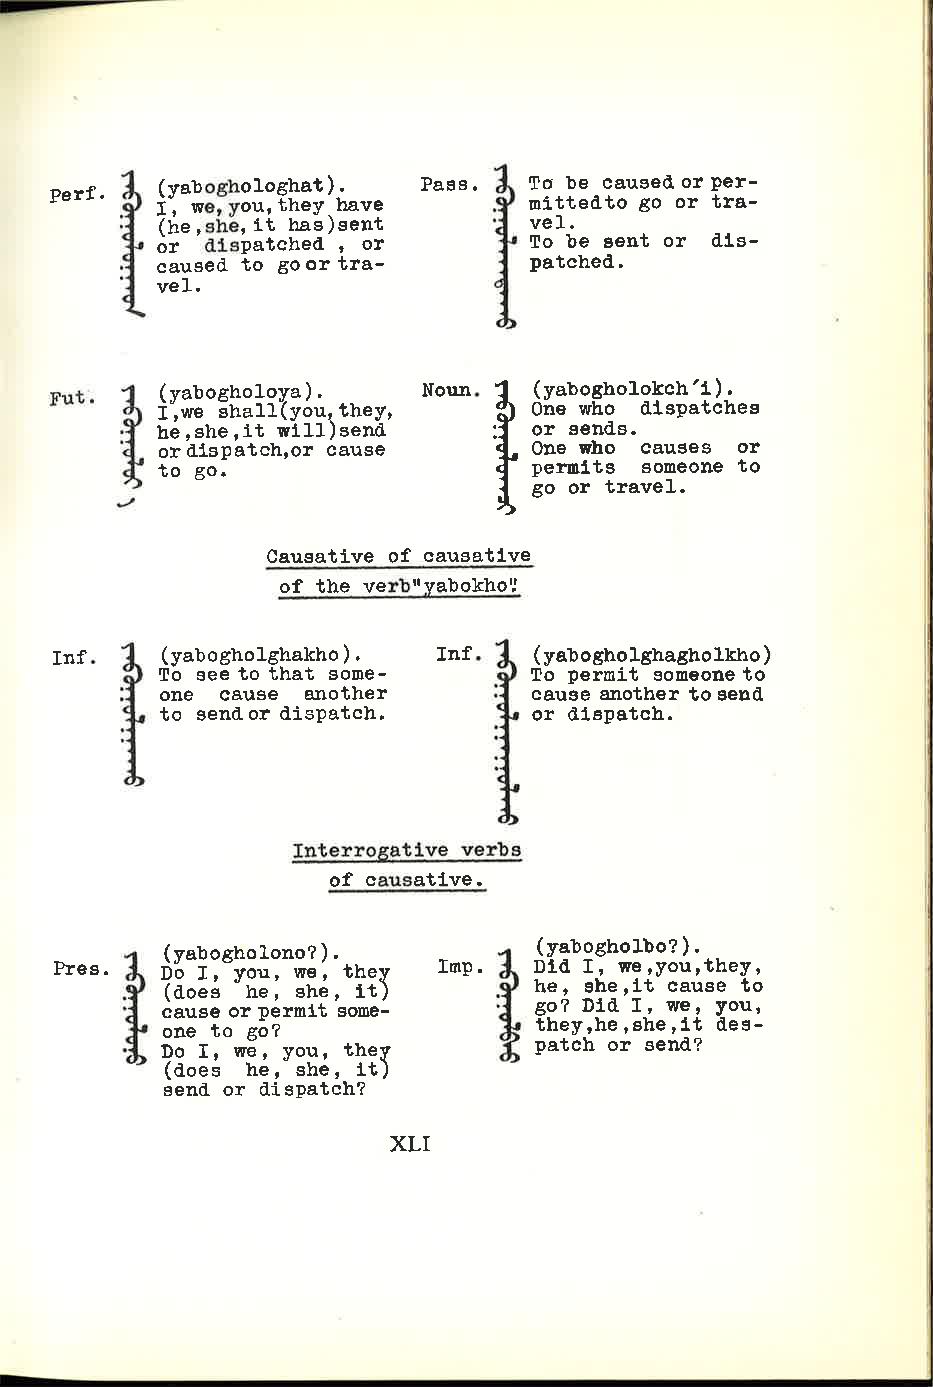 Perf.
(yaboghologhat).
I, we, you, they have
(he, she, it has) sent
or dispatched , or
caused to go or tra-
vel.
Pass.
To be caused or per-
mitted to go or tra-
vel.
To be sent or dis-
patched.
Fut.
(yabogholoya).
I, we shall (you, they,
he, she, it will) send
or dispatch, or cause
to go.
Noun.
(yabogholokch'i).
One who dispatches
or sends.
One who causes or
permits someone to
go or travel.
Causative of causative
of the verb "yabokho".
Inf.
(yabogholghakho).
To see to that some-
one cause another
to send or dispatch.
Inf.
(yabogholghagholkho)
To permit someone to
cause another to send
or dispatch.
Interrogative verbs
of causative.
Pres.
(yabogholono?).
Do I, you, we, they
(does he, she, it)
cause or permit some-
one to go?
Do I, we, you, they
(does he, she, it)
send or dispatch?
Imp.
(yabogholbo?).
Did I, we, you, they,
he, she, it cause to
go? Did I, we, you,
they, he, she, it des-
patch or send?
XLI